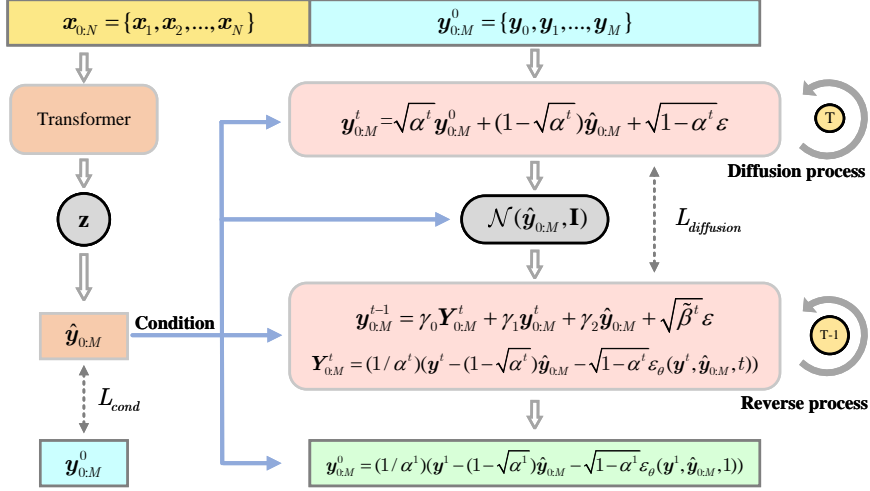 x_{0:N} = {x_1, x_2, ..., x_N}
y^0_{0:M} = {y_0, y_1, ..., y_M}
Transformer
y^t_{0:M} = √α^t y^0_{0:M} + (1-√α^t)ŷ_{0:M} + √(1-α^t) ε
T
Diffusion process
z
N(ŷ_{0:M}, I)
L_{diffusion}
ŷ_{0:M}
Condition
y^{t-1}_{0:M} = γ_0 Y^t_{0:M} + γ_1 y^t_{0:M} + γ_2 ŷ_{0:M} + √β̃^t ε
Y^t_{0:M} = (1/α^t)(y^t - (1-√α^t)ŷ_{0:M} - √(1-α^t) ε_θ(y^t, ŷ_{0:M}, t))
T-1
Reverse process
L_{cond}
y^0_{0:M}
y^0_{0:M} = (1/α^1)(y^1 - (1-√α^1)ŷ_{0:M} - √(1-α^1) ε_θ(y^1, ŷ_{0:M}, 1))